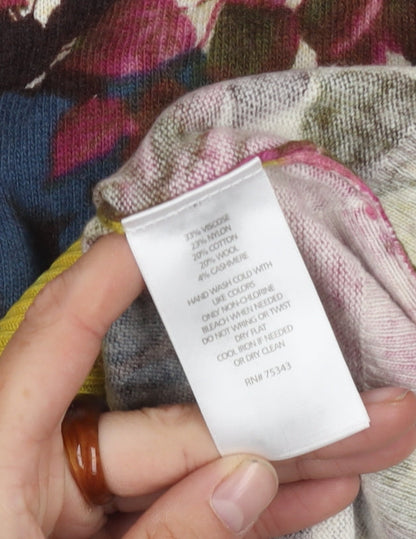 33% VISCOSE
23% NYLON
20% COTTON
20% WOOL
4% CASHMERE
HAND WASH COLD WITH
LIKE COLORS
ONLY NON-CHLORINE
BLEACH WHEN NEEDED
DO NOT WRING OR TWIST
DRY FLAT
COOL IRON IF NEEDED
OR DRY CLEAN
RN# 75343